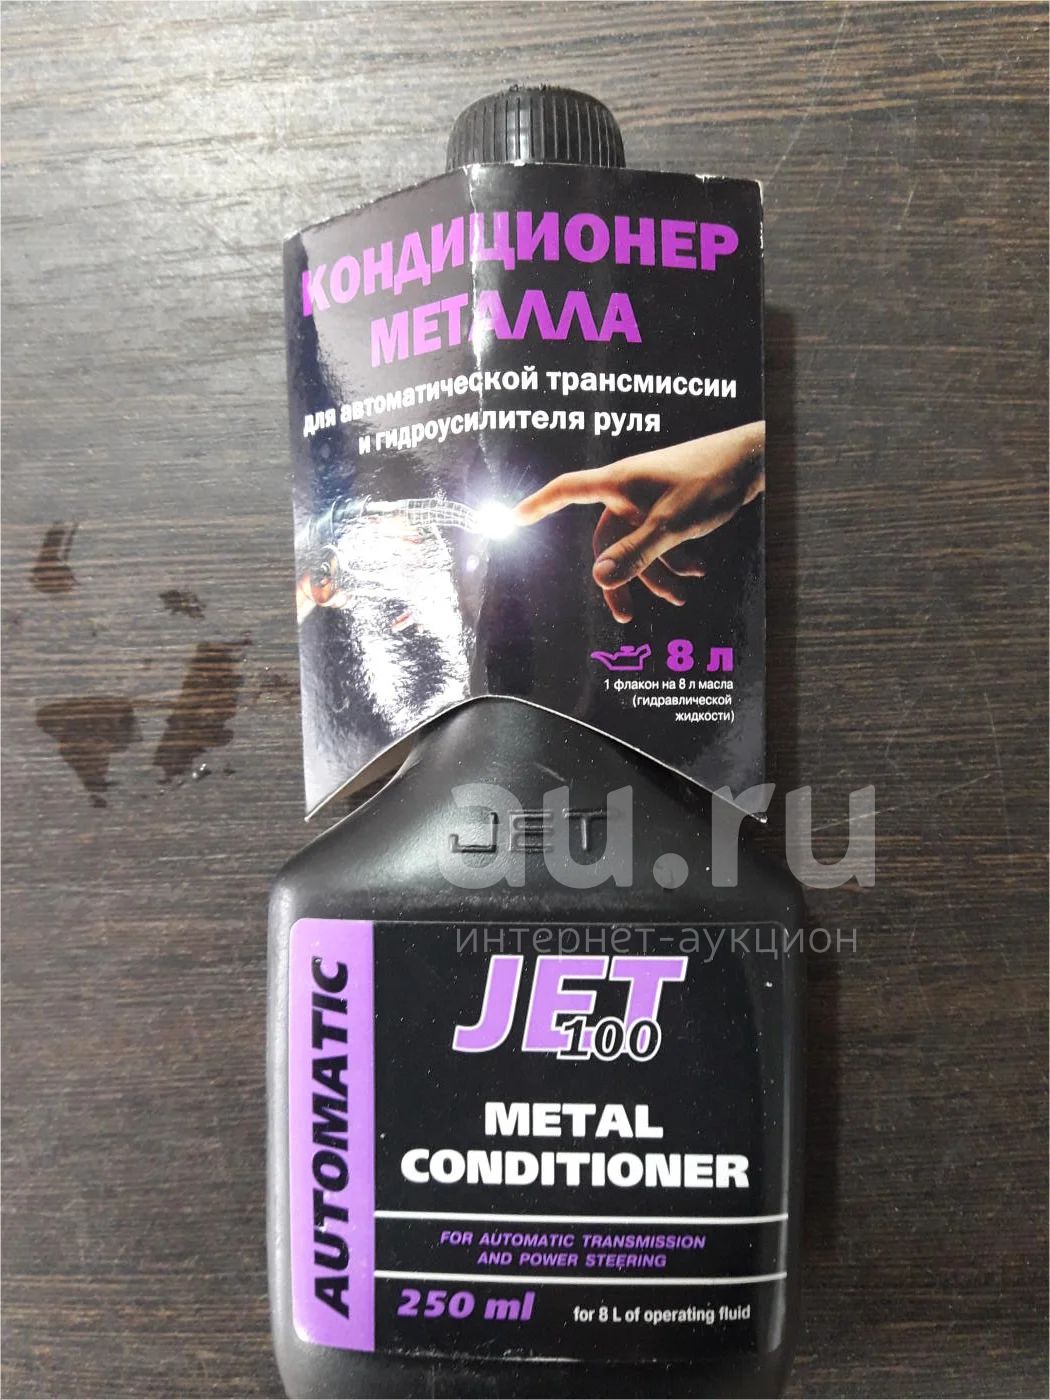 КОНДИЦИОНЕР
МЕТАЛЛА
для автоматической трансмиссии
и гидроусилителя руля
8 л
1 флакон на 8 л масла
(гидравлической
жидкости)
JET
au.ru
интернет-аукцион
AUTOMATIC
JET
100
METAL
CONDITIONER
FOR AUTOMATIC TRANSMISSION
AND POWER STEERING
250 ml
for 8 L of operating fluid